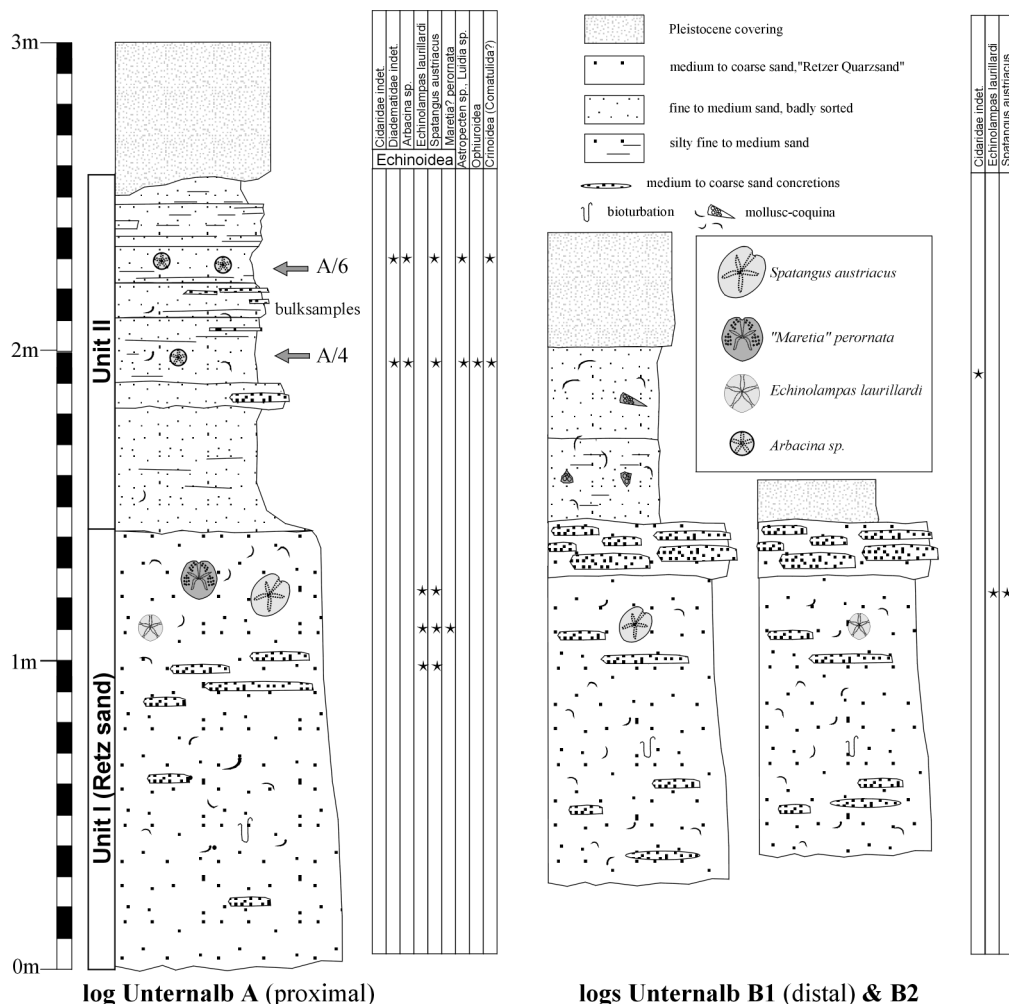 3m
2m
1m
0m
Unit II
Unit I (Retz sand)
Cidaridae indet.
Diadematidae indet.
Arbacina sp.
Echinolampas laurillardi
Spatangus austriacus
Maretia? perornata
Astropecten sp., Luidia sp.
Ophiuroidea
Crinoidea (Comatulida?)
Echinoidea
A/6
bulksamples
A/4
log Unternalb A (proximal)
Pleistocene covering
medium to coarse sand,"Retzer Quarzsand"
fine to medium sand, badly sorted
silty fine to medium sand
medium to coarse sand concretions
bioturbation
mollusc-coquina
Spatangus austriacus
"Maretia" perornata
Echinolampas laurillardi
Arbacina sp.
Cidaridae indet.
Echinolampas laurillardi
Spatangus austriacus
logs Unternalb B1 (distal) & B2